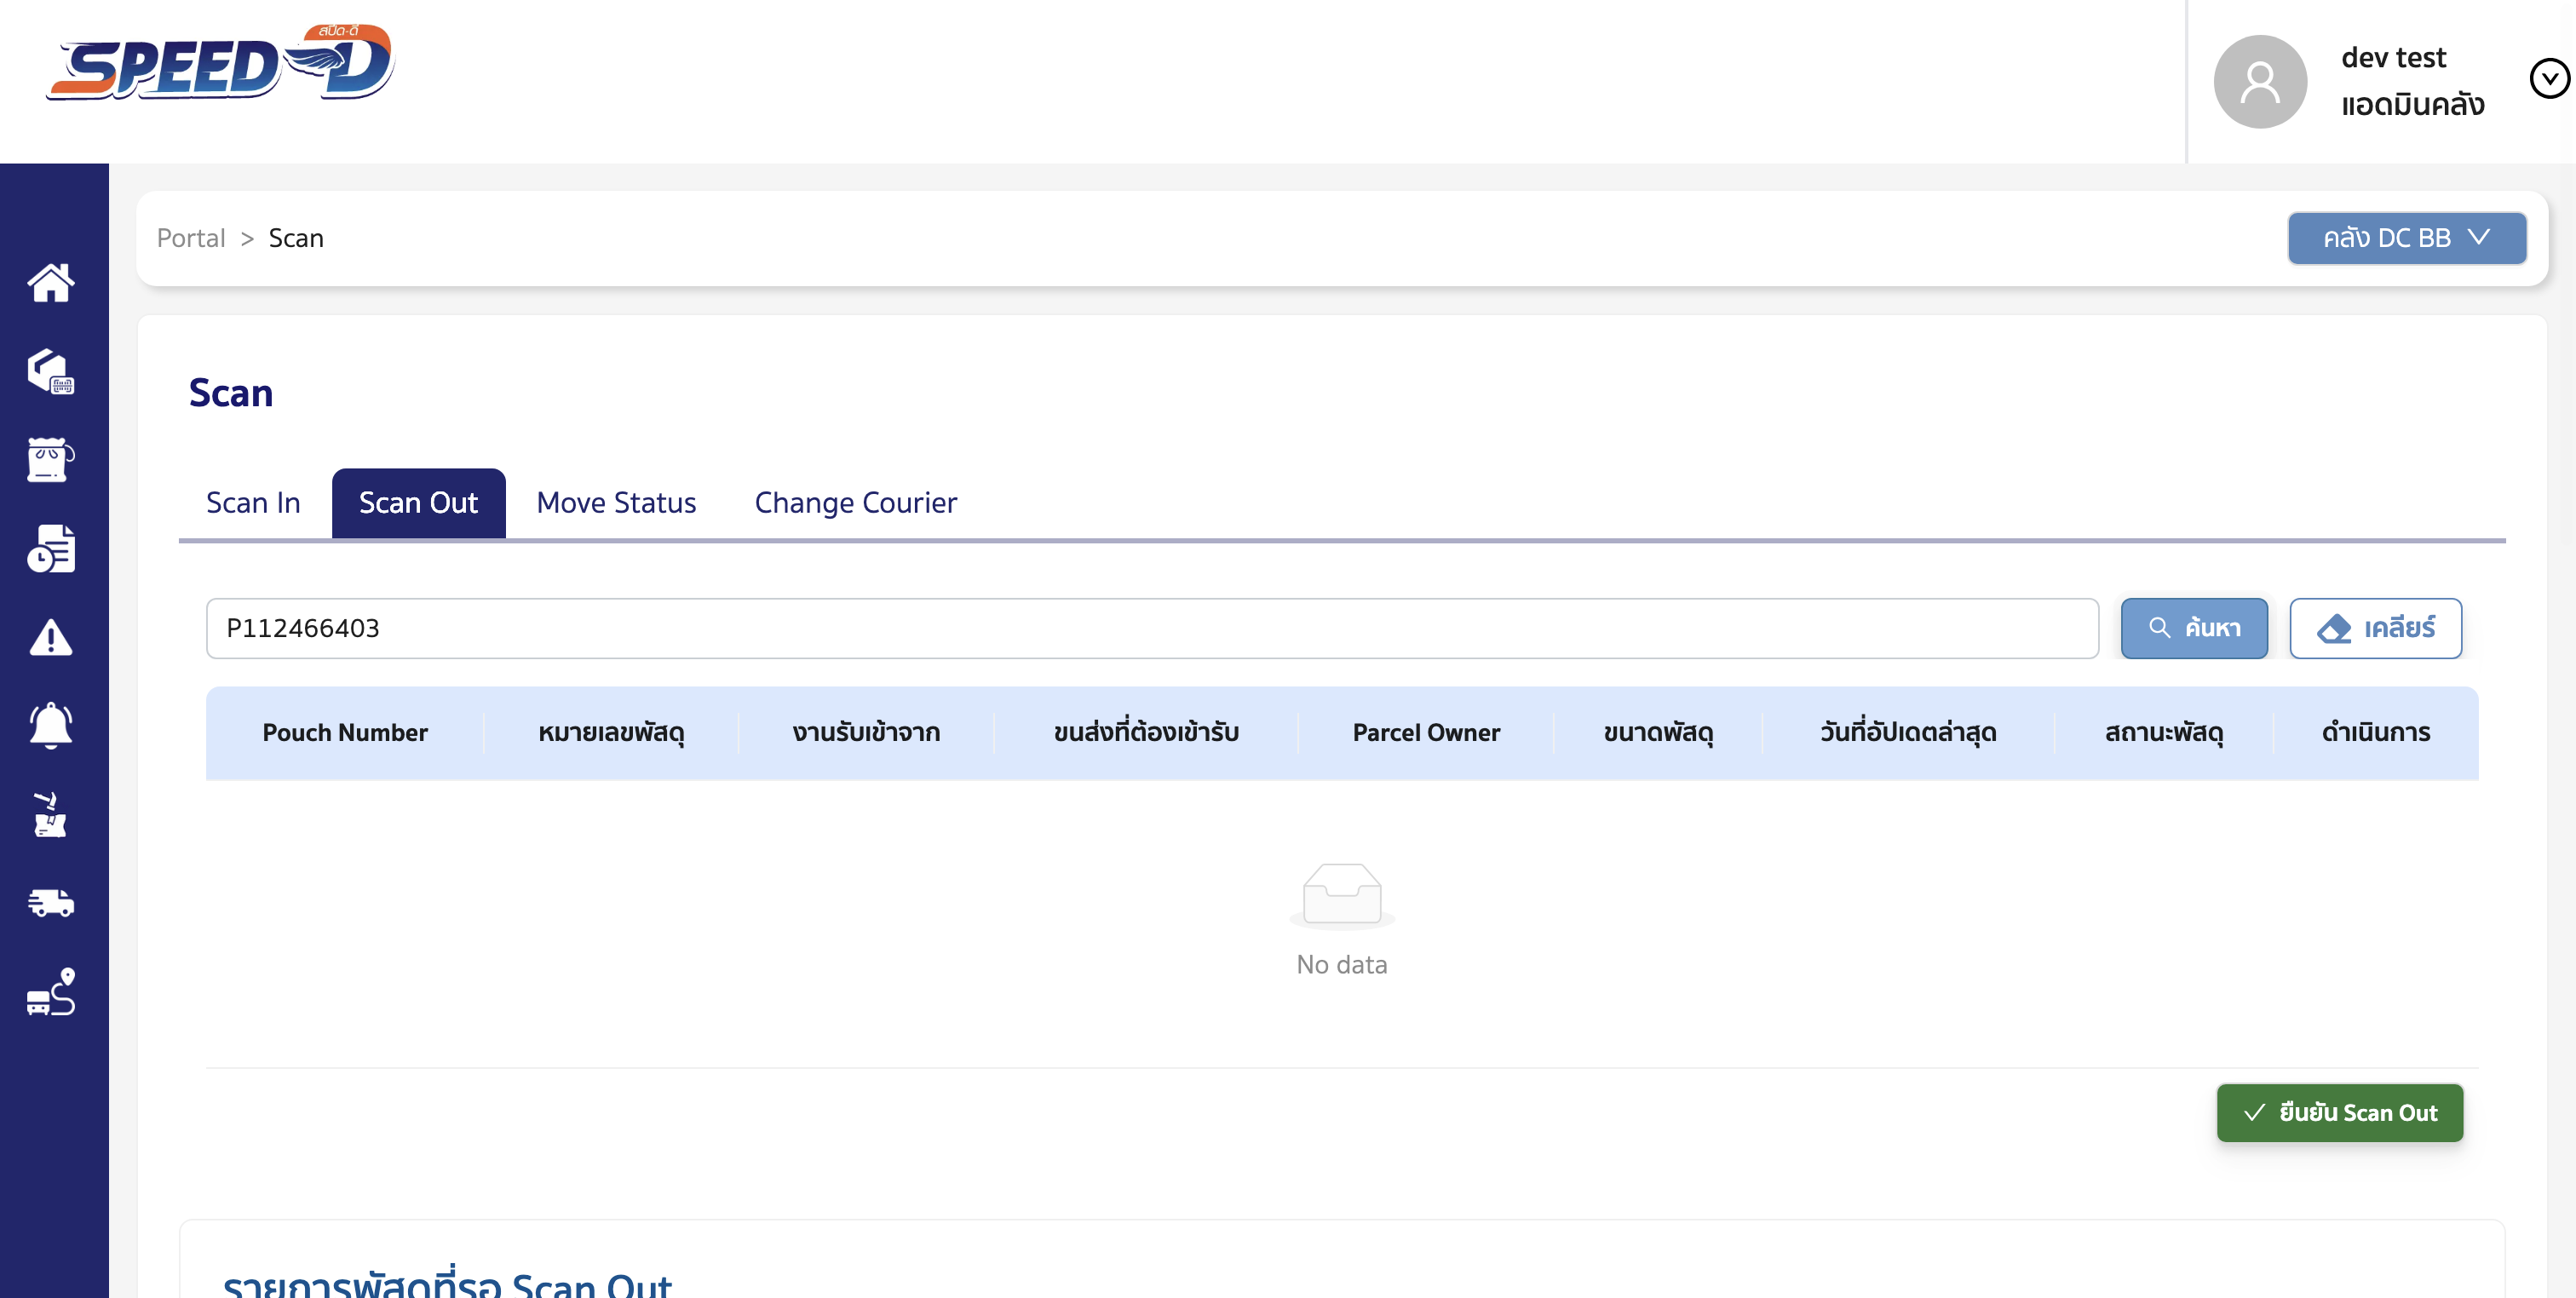 สปีด-ดี
SPEED-D
dev test
แอดมินคลัง
Portal > Scan
คลัง DC BB
Scan
Scan In Scan Out Move Status Change Courier
P112466403 ค้นหา เคลียร์
Pouch Number หมายเลขพัสดุ งานรับเข้าจาก ขนส่งที่ต้องเข้ารับ Parcel Owner ขนาดพัสดุ วันที่อัปเดตล่าสุด สถานะพัสดุ ดำเนินการ
No data
ยืนยัน Scan Out
รายการพัสดุที่รอ Scan Out